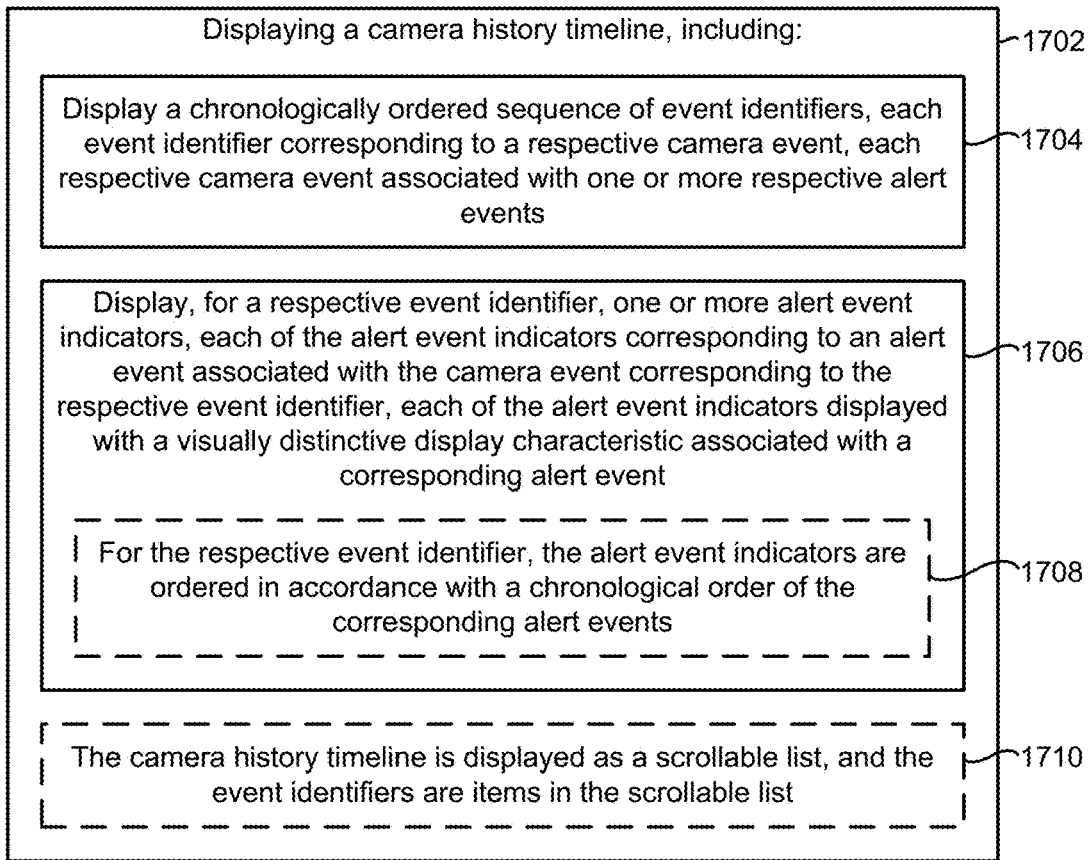 Displaying a camera history timeline, including:
1702
Display a chronologically ordered sequence of event identifiers, each
event identifier corresponding to a respective camera event, each
respective camera event associated with one or more respective alert
events
1704
Display, for a respective event identifier, one or more alert event
indicators, each of the alert event indicators corresponding to an alert
event associated with the camera event corresponding to the
respective event identifier, each of the alert event indicators displayed
with a visually distinctive display characteristic associated with a
corresponding alert event
1706
For the respective event identifier, the alert event indicators are
ordered in accordance with a chronological order of the
corresponding alert events
1708
The camera history timeline is displayed as a scrollable list, and the
event identifiers are items in the scrollable list
1710